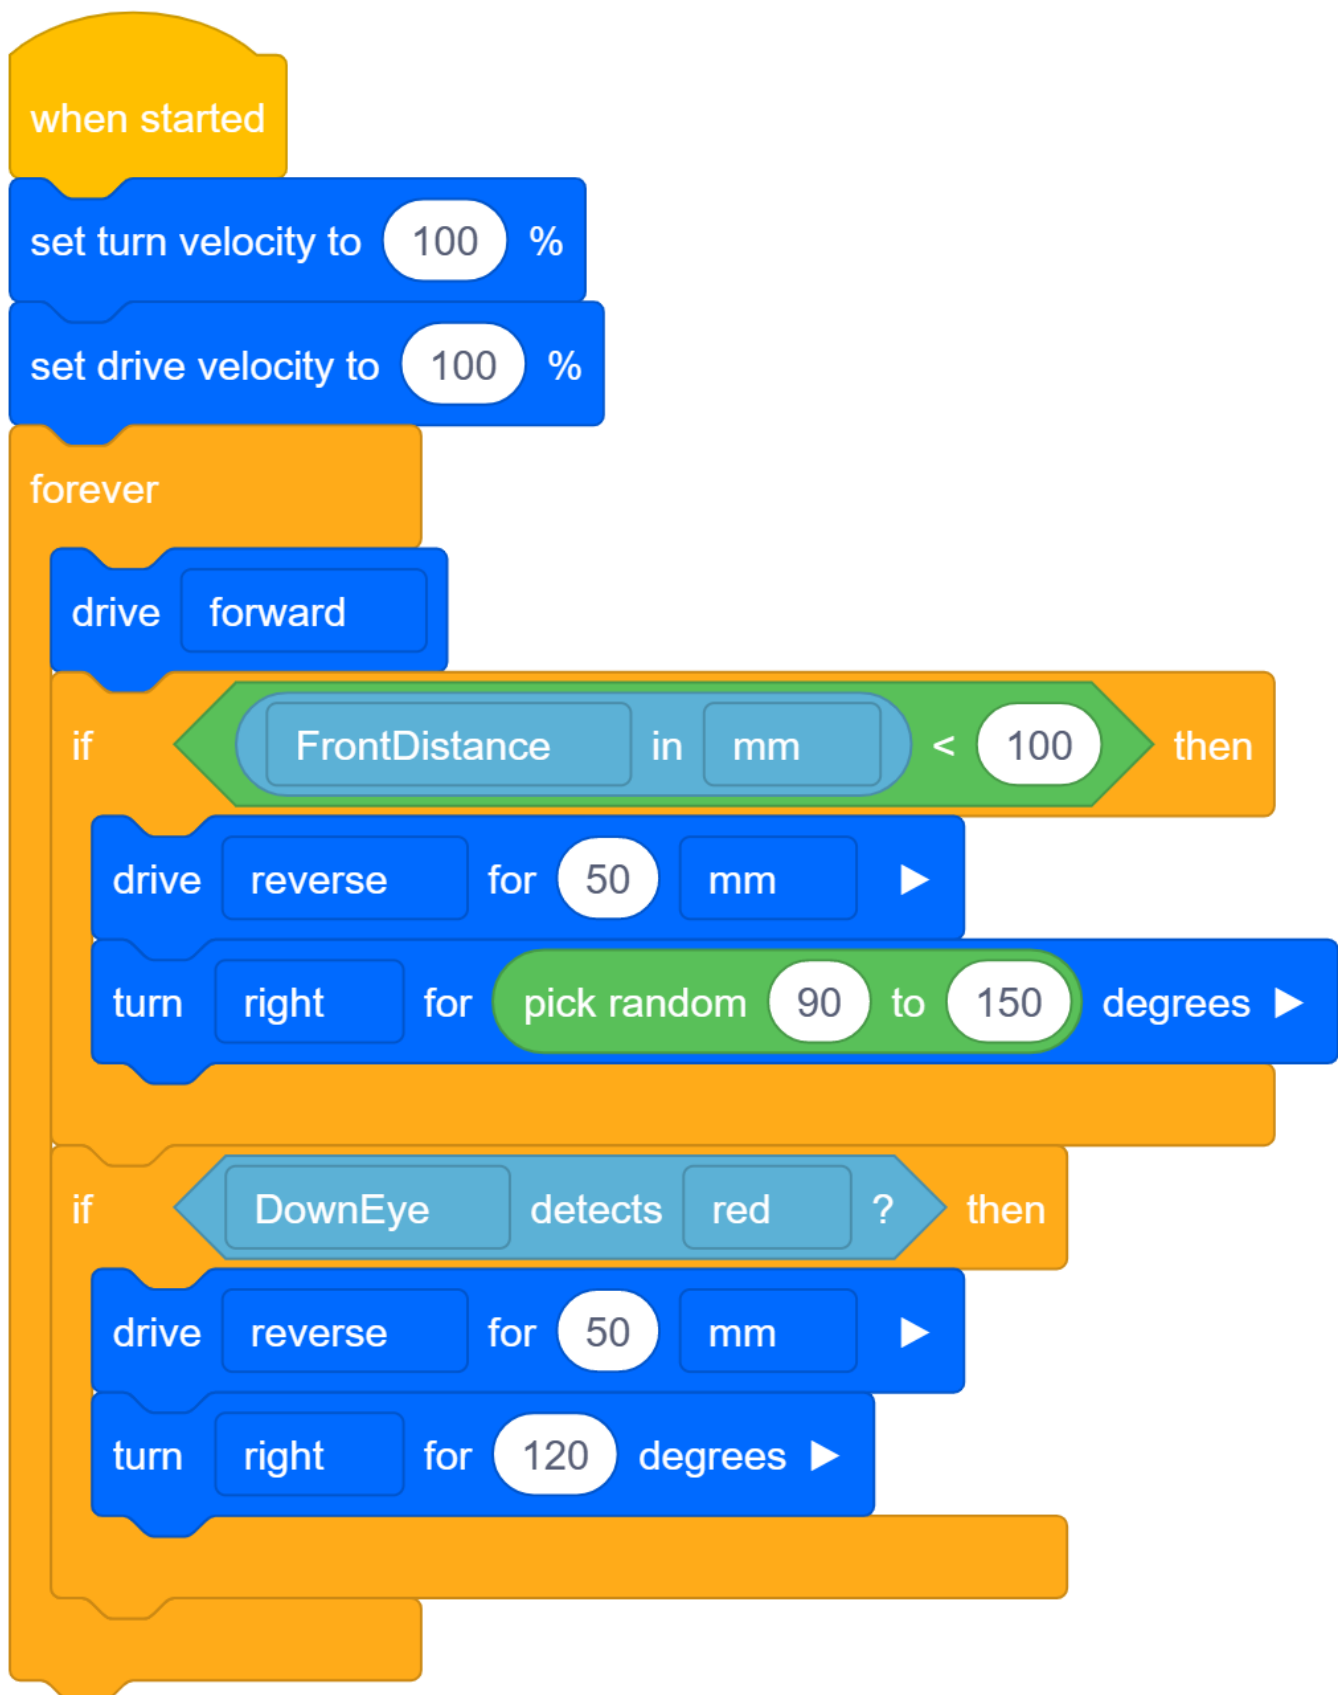 when started
set turn velocity to 100 %
set drive velocity to 100 %
forever
drive forward
if FrontDistance in mm < 100 then
drive reverse for 50 mm
turn right for pick random 90 to 150 degrees
if DownEye detects red ? then
drive reverse for 50 mm
turn right for 120 degrees